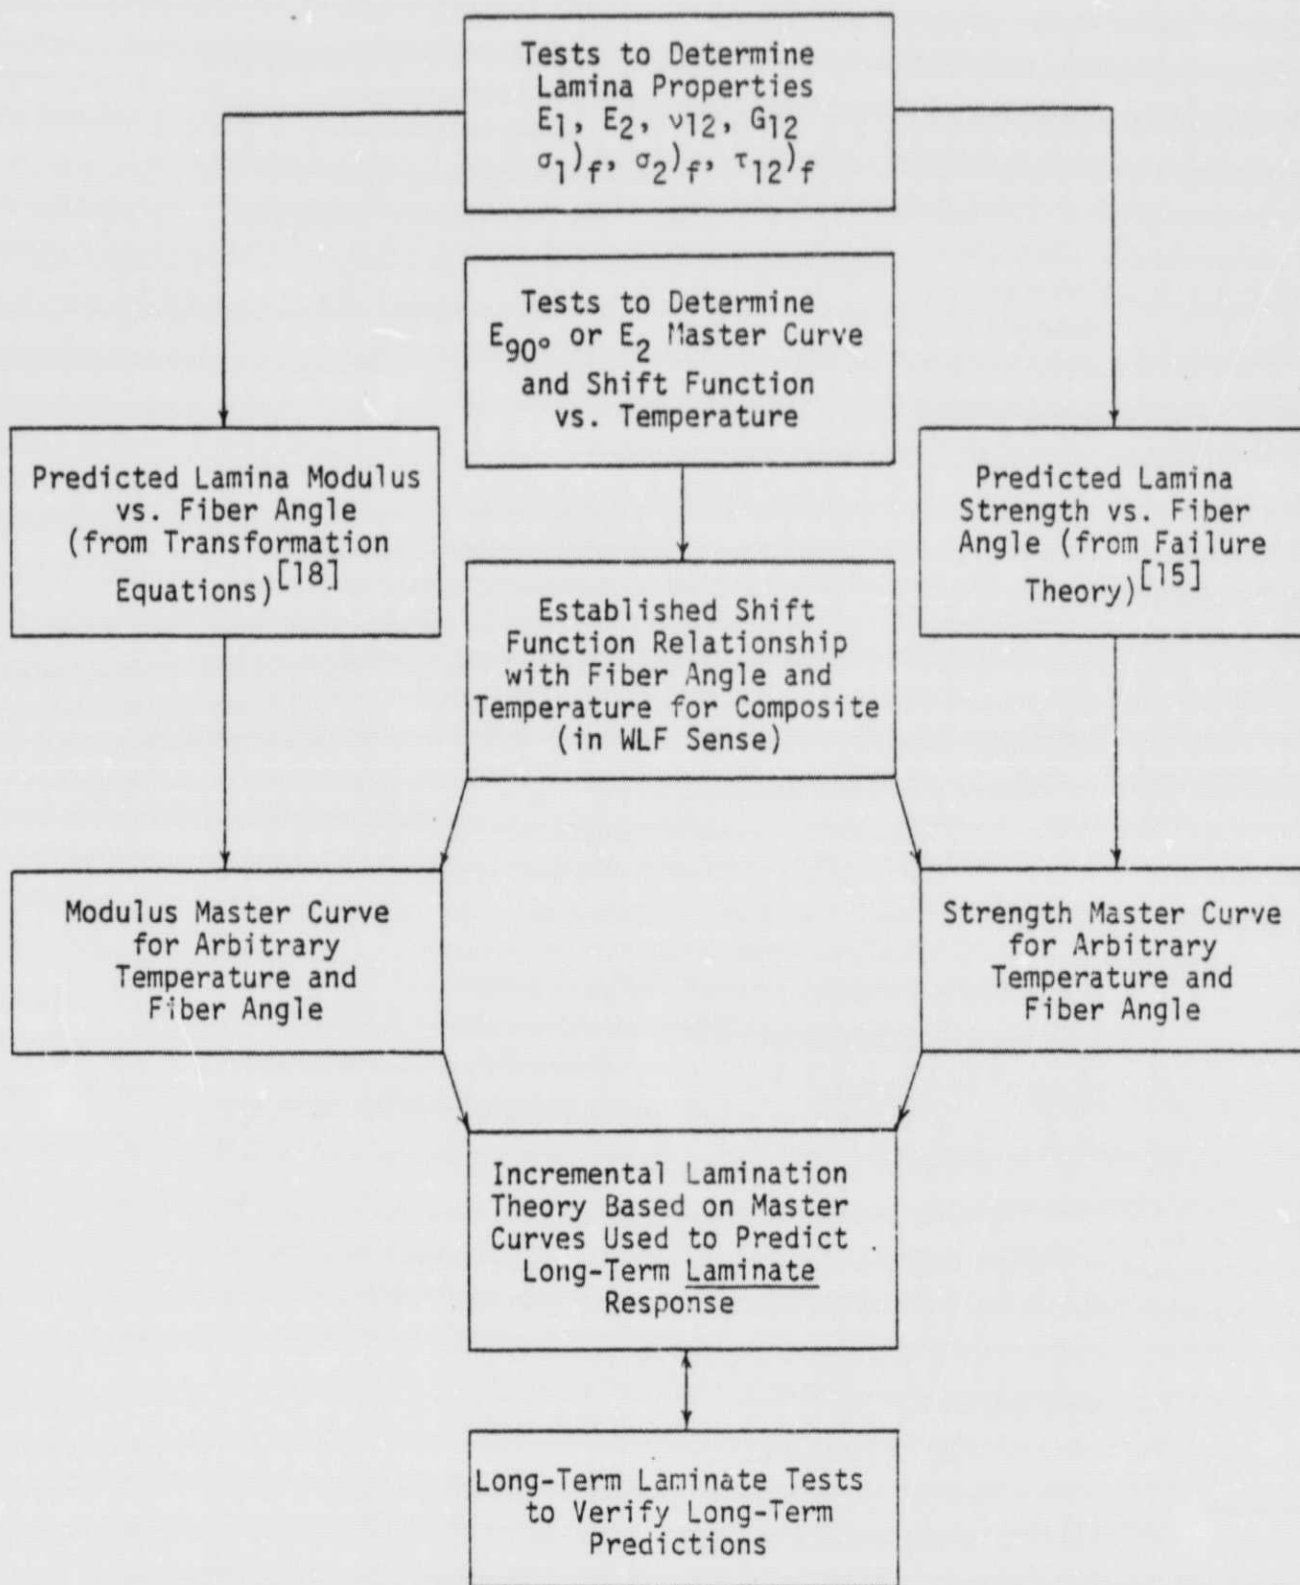 Tests to Determine
Lamina Properties
E1, E2, ν12, G12
σ1)f, σ2)f, τ12)f
Tests to Determine
E90° or E2 Master Curve
and Shift Function
vs. Temperature
Predicted Lamina Modulus
vs. Fiber Angle
(from Transformation
Equations)[18]
Predicted Lamina
Strength vs. Fiber
Angle (from Failure
Theory)[15]
Established Shift
Function Relationship
with Fiber Angle and
Temperature for Composite
(in WLF Sense)
Modulus Master Curve
for Arbitrary
Temperature and
Fiber Angle
Strength Master Curve
for Arbitrary
Temperature and
Fiber Angle
Incremental Lamination
Theory Based on Master
Curves Used to Predict
Long-Term Laminate
Response
Long-Term Laminate Tests
to Verify Long-Term
Predictions